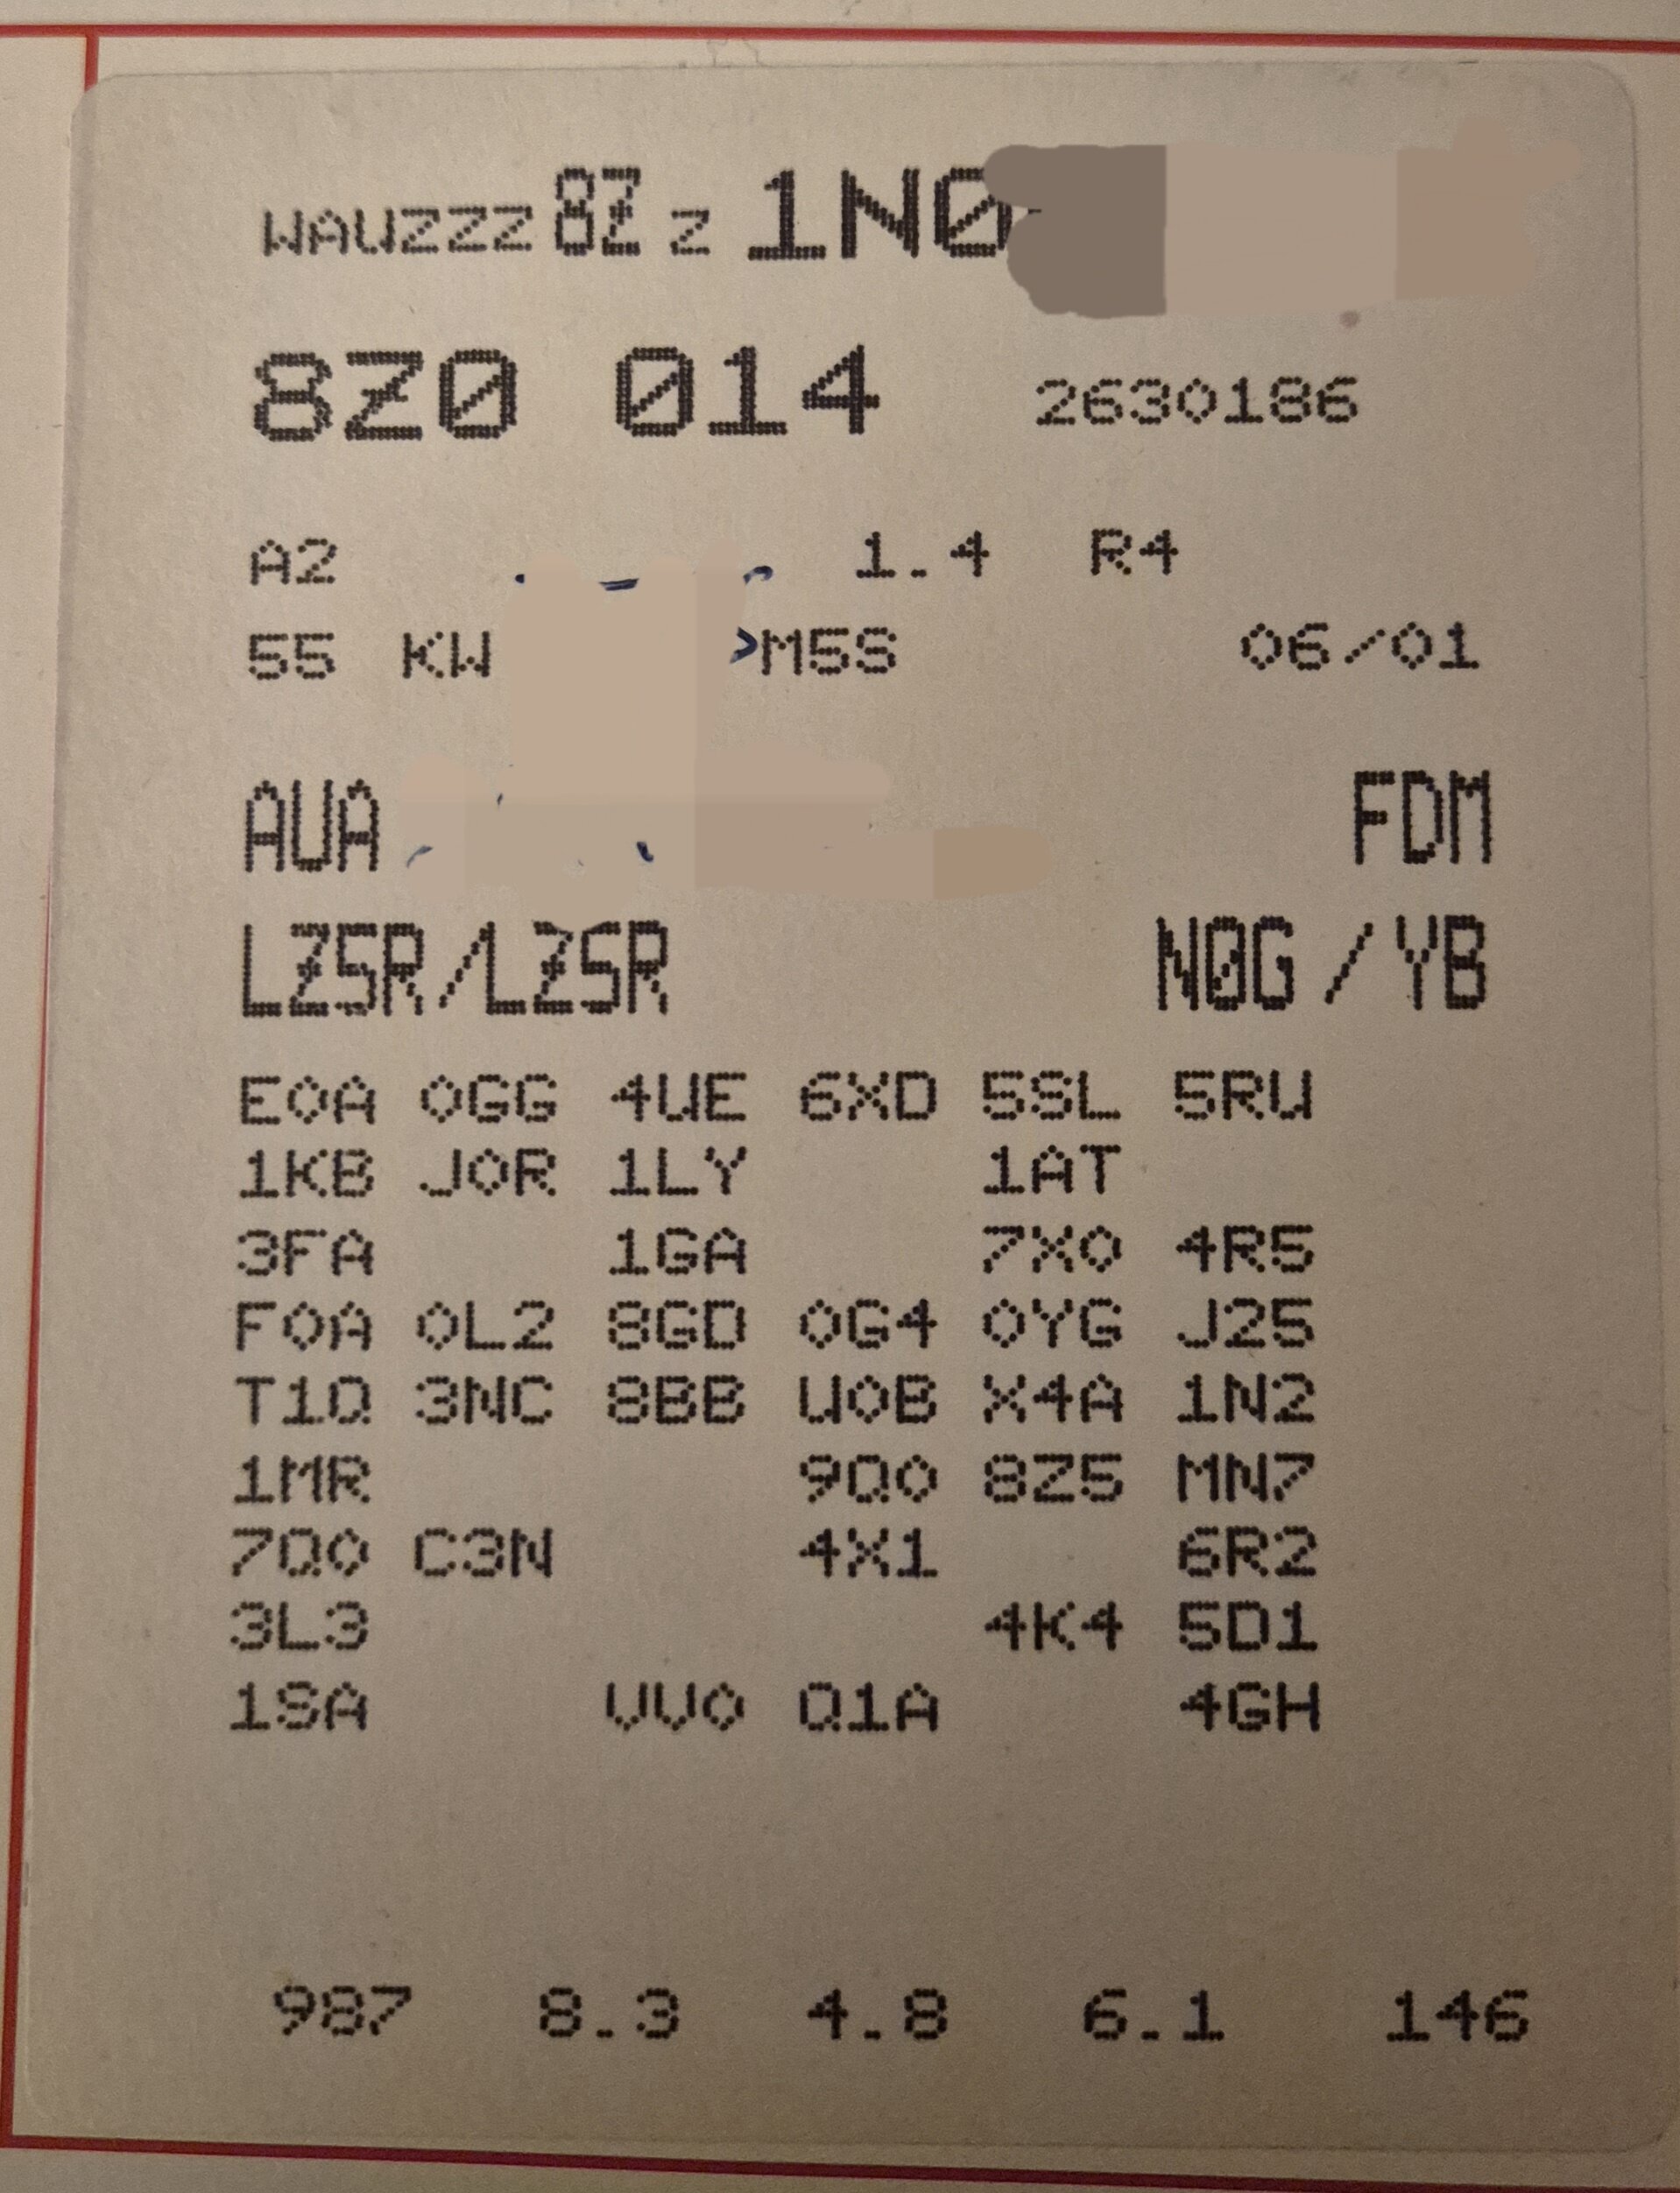 WAUZZZ8Z z 1N0
8Z0 014 2630186
A2 1.4 R4
55 KW >M5S 06/01
AUA FDM
LZ5R/LZ5R N0G / YB
E0A 0GG 4UE 6XD 5SL 5RU
1KB J0R 1LY 1AT
3FA 1GA 7X0 4R5
F0A 0L2 8GD 0G4 0YG J25
T1Q 3NC 8BB U0B X4A 1N2
1MR 9Q0 8Z5 MN7
7Q0 C3N 4X1 6R2
3L3 4K4 5D1
1SA VV0 Q1A 4GH
987 8.3 4.8 6.1 146